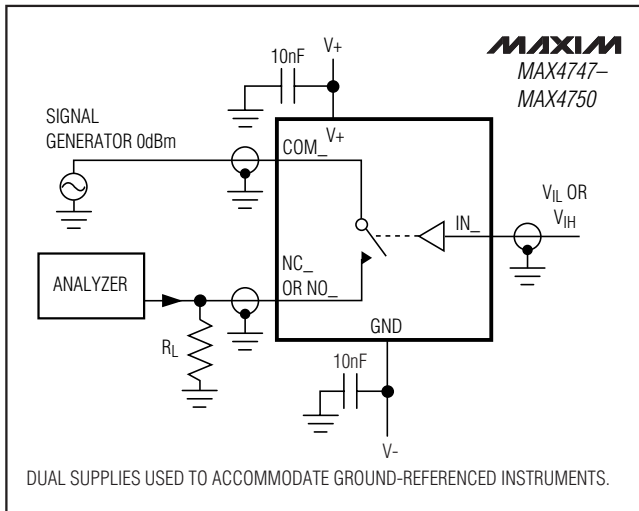 10nF
V+
MAXIM
MAX4747–
MAX4750
V+
SIGNAL
GENERATOR 0dBm
COM_
VIL OR
VIH
IN_
NC_
OR NO_
ANALYZER
GND
RL
10nF
V-
DUAL SUPPLIES USED TO ACCOMMODATE GROUND-REFERENCED INSTRUMENTS.